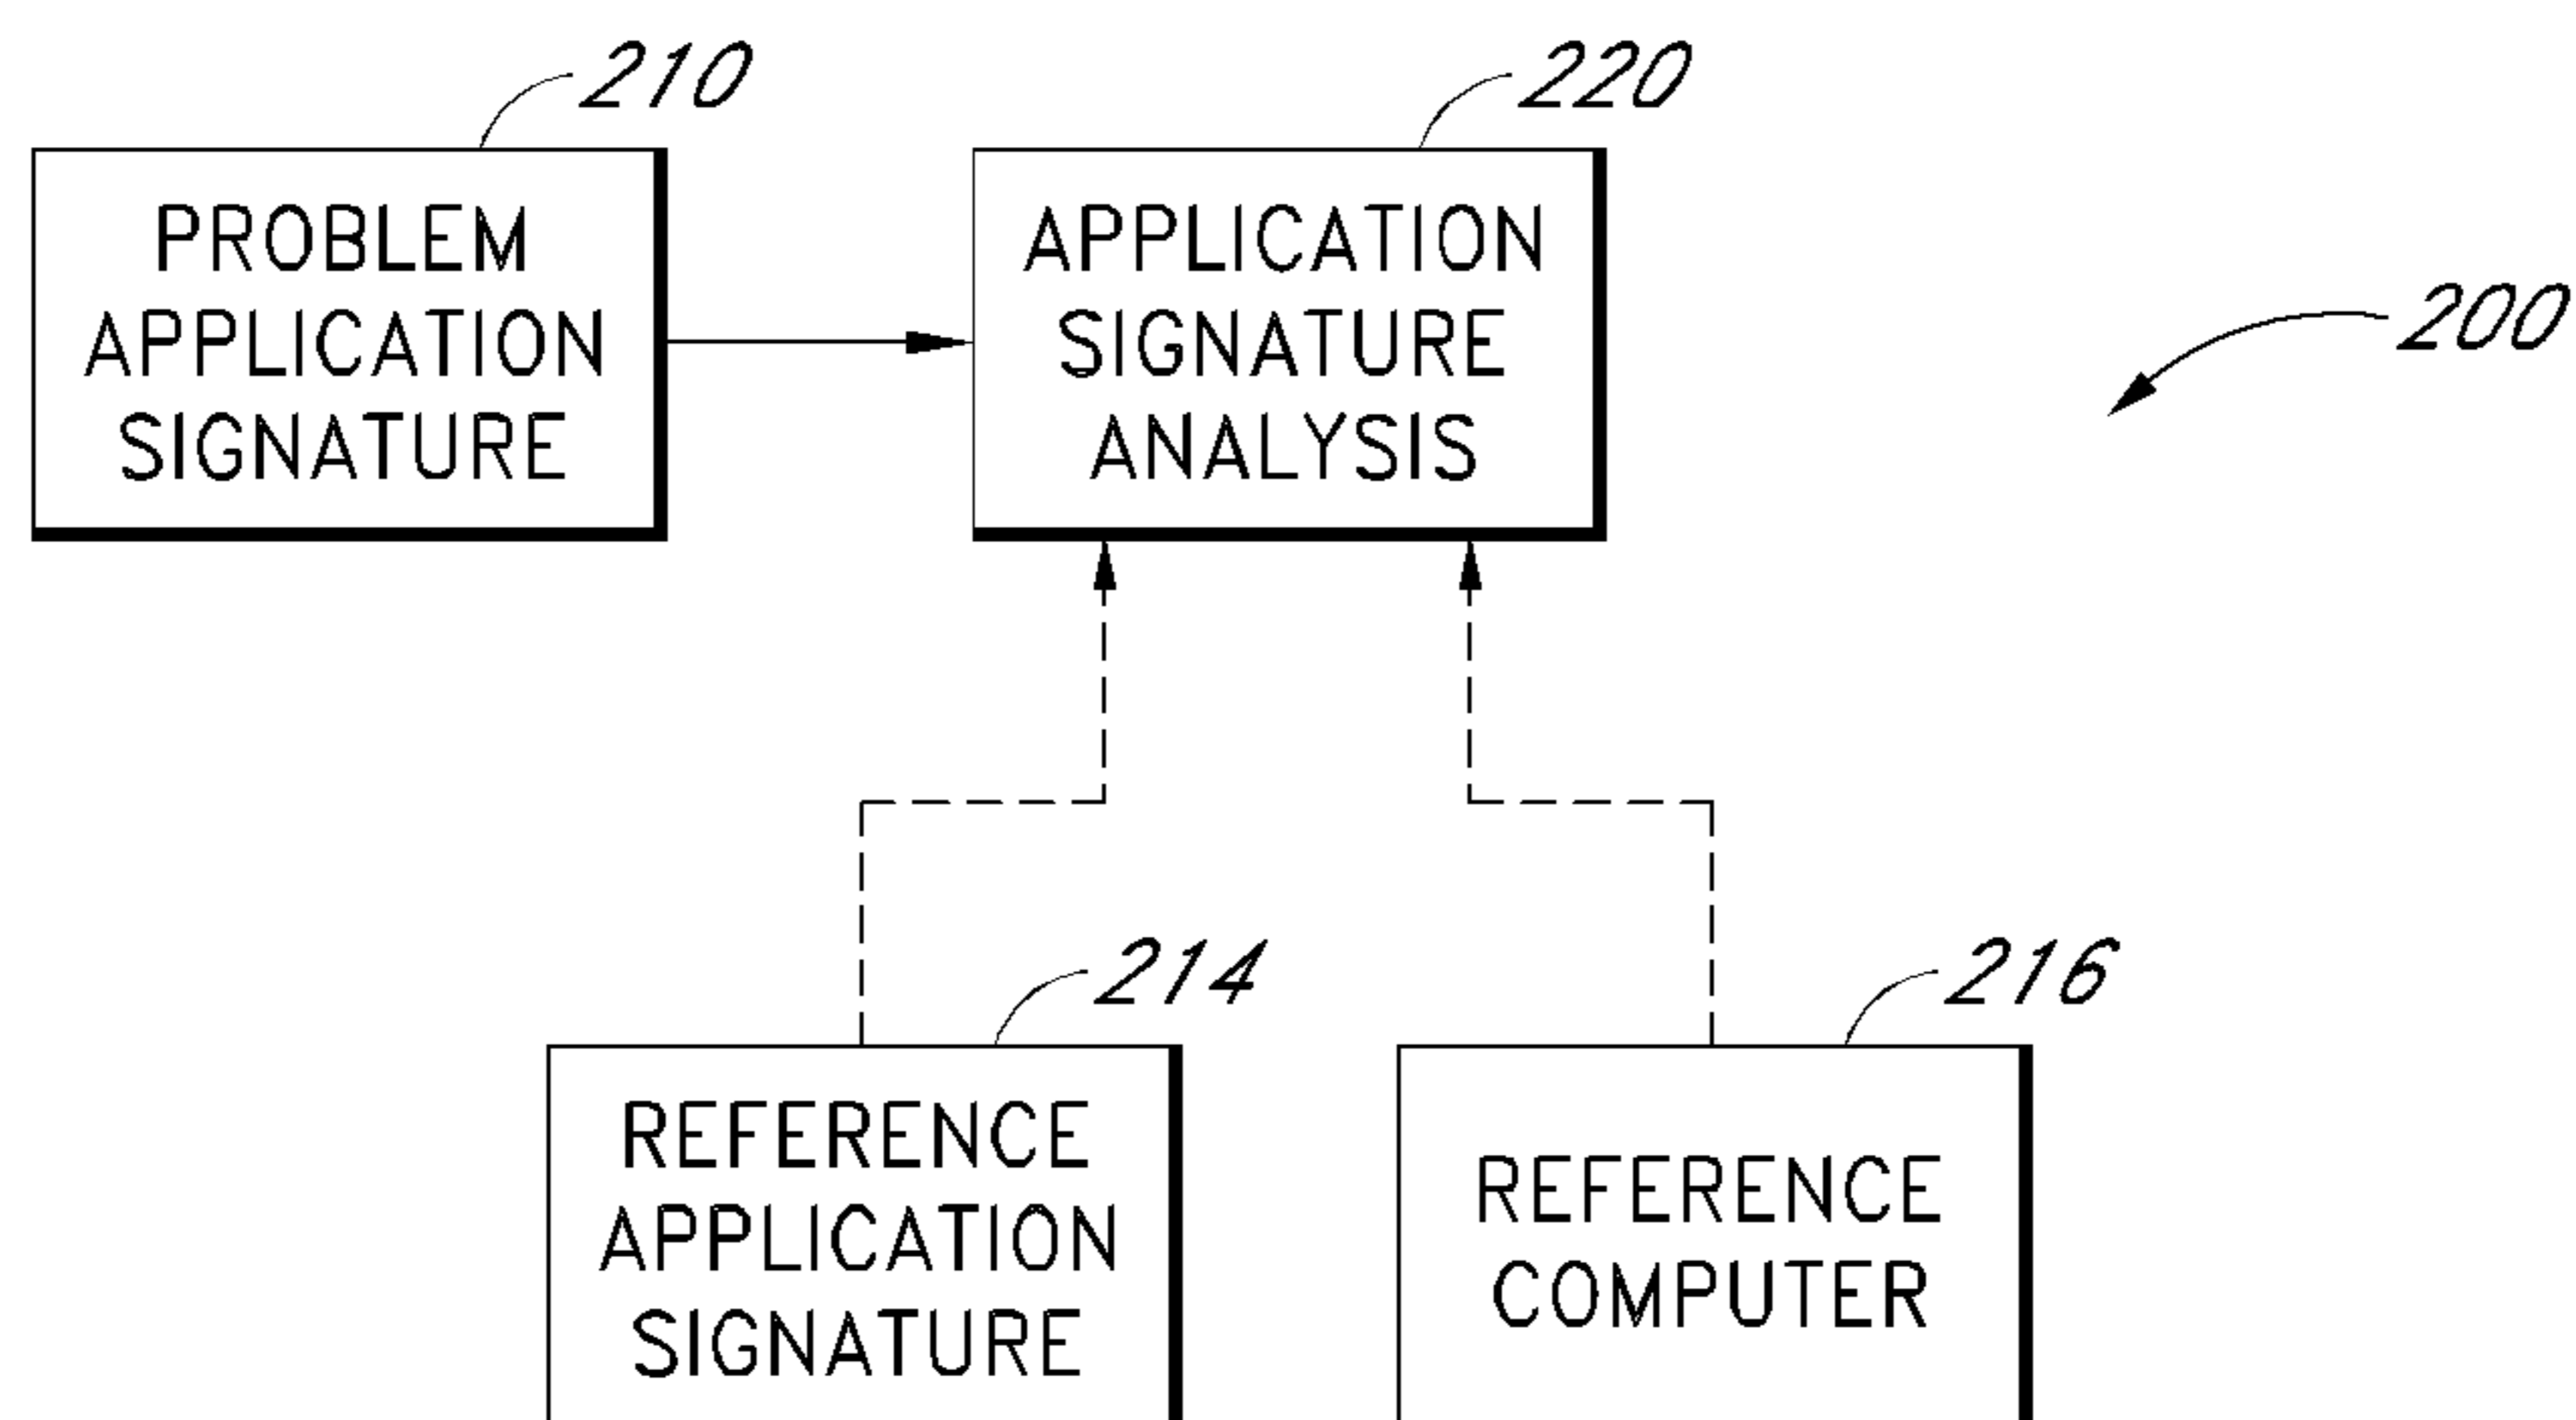 210
PROBLEM
APPLICATION
SIGNATURE
220
APPLICATION
SIGNATURE
ANALYSIS
200
214
REFERENCE
APPLICATION
SIGNATURE
216
REFERENCE
COMPUTER